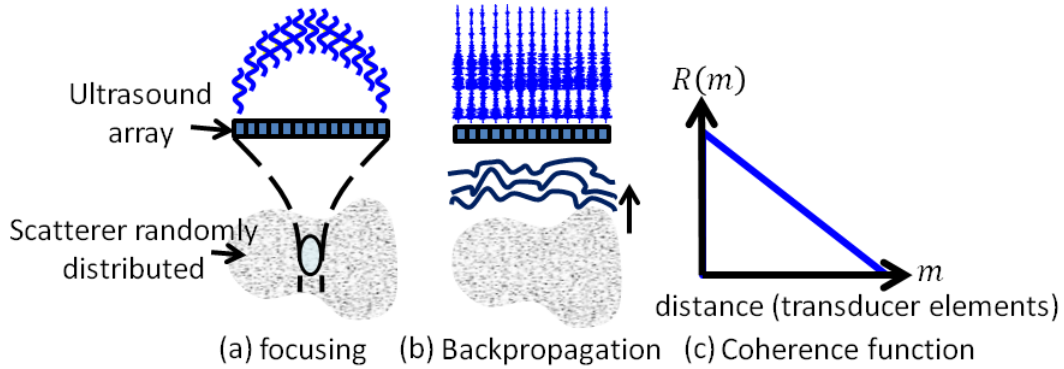 Ultrasound
array
Scatterer randomly
distributed
(a) focusing
(b) Backpropagation
R(m)
m
distance (transducer elements)
(c) Coherence function